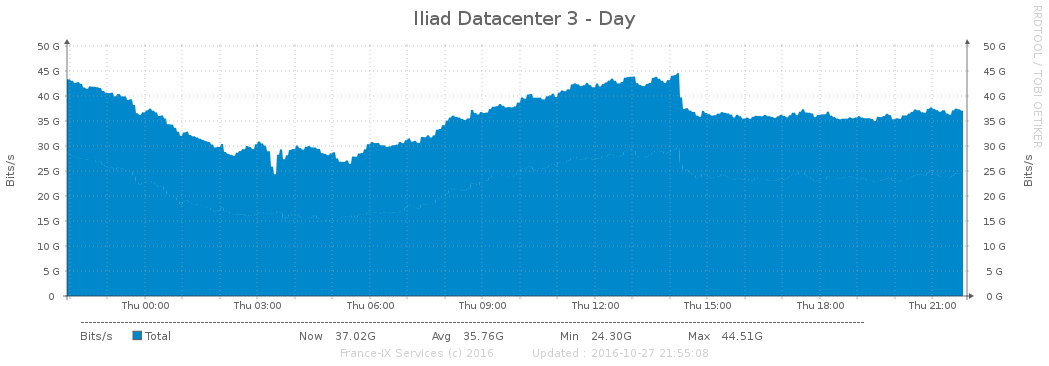 Iliad Datacenter 3 - Day
RRDTOOL / TOBI OETIKER
50 G 50 G
45 G 45 G
40 G 40 G
35 G 35 G
30 G 30 G
25 G 25 G
20 G 20 G
15 G 15 G
10 G 10 G
5 G 5 G
0 0 G
Bits/s
Bits/s
Thu 00:00 Thu 03:00 Thu 06:00 Thu 09:00 Thu 12:00 Thu 15:00 Thu 18:00 Thu 21:00
Bits/s Total Now 37.02G Avg 35.76G Min 24.30G Max 44.51G
France-IX Services (c) 2016 Updated : 2016-10-27 21:55:08